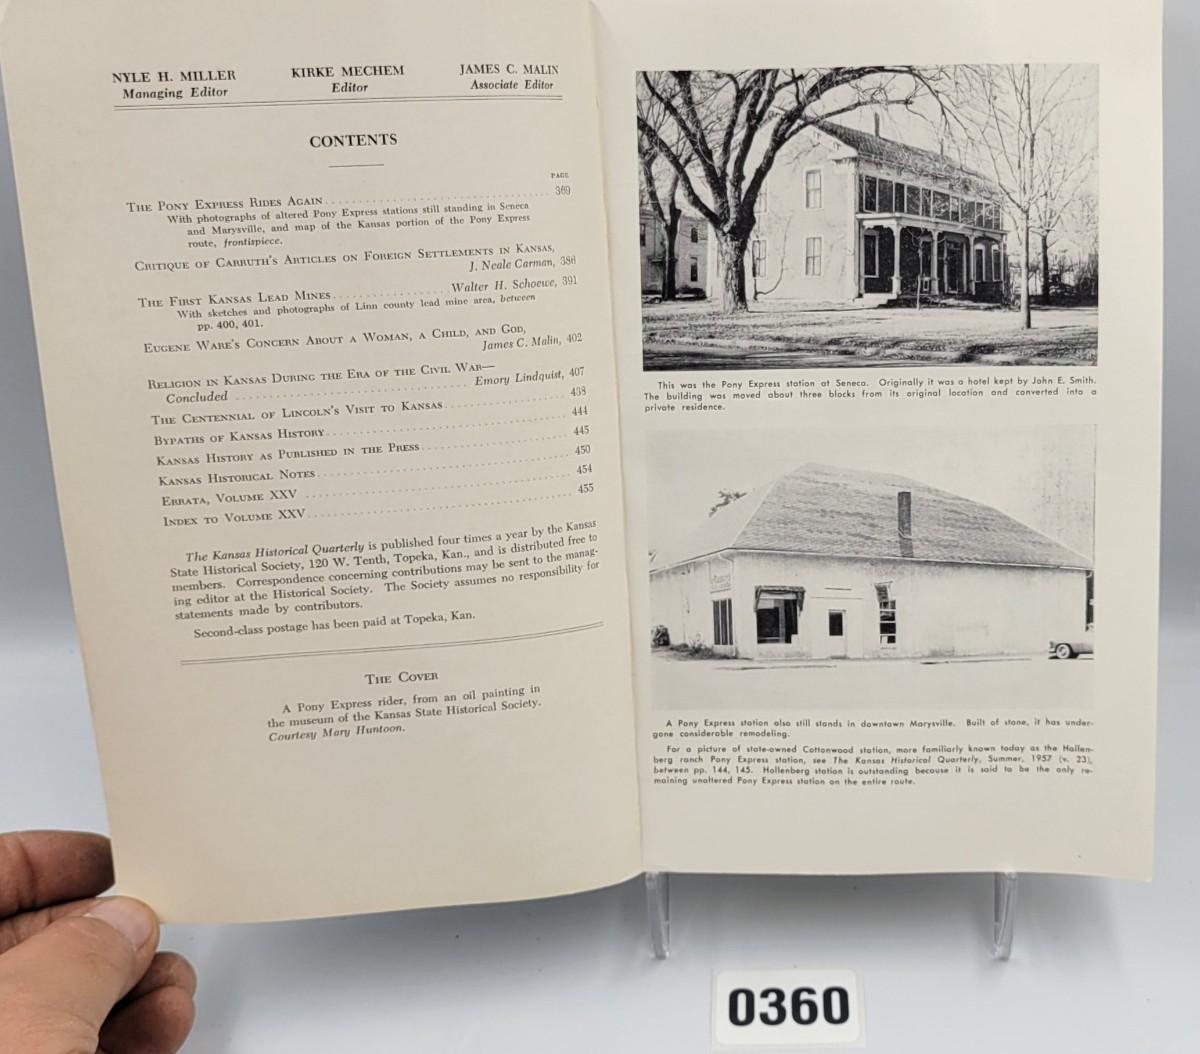 NYLE H. MILLER
Managing Editor
KIRKE MECHEM
Editor
JAMES C. MALIN
Associate Editor
CONTENTS
PAGE
THE PONY EXPRESS RIDES AGAIN 369
With photographs of altered Pony Express stations still standing in Seneca
and Marysville, and map of the Kansas portion of the Pony Express
route, frontispiece.
CRITIQUE OF CARRUTH'S ARTICLES ON FOREIGN SETTLEMENTS IN KANSAS,
J. Neale Carman, 386
THE FIRST KANSAS LEAD MINES Walter H. Schoewe, 391
With sketches and photographs of Linn county lead mine area, between
pp. 400, 401.
EUGENE WARE'S CONCERN ABOUT A WOMAN, A CHILD, AND GOD,
James C. Malin, 402
RELIGION IN KANSAS DURING THE ERA OF THE CIVIL WAR—
Concluded Emory Lindquist, 407
THE CENTENNIAL OF LINCOLN'S VISIT TO KANSAS 438
BYPATHS OF KANSAS HISTORY 444
KANSAS HISTORY AS PUBLISHED IN THE PRESS 445
KANSAS HISTORICAL NOTES 450
ERRATA, VOLUME XXV 454
INDEX TO VOLUME XXV 455
The Kansas Historical Quarterly is published four times a year by the Kansas
State Historical Society, 120 W. Tenth, Topeka, Kan., and is distributed free to
members. Correspondence concerning contributions may be sent to the manag-
ing editor at the Historical Society. The Society assumes no responsibility for
statements made by contributors.
Second-class postage has been paid at Topeka, Kan.
THE COVER
A Pony Express rider, from an oil painting in
the museum of the Kansas State Historical Society.
Courtesy Mary Huntoon.
This was the Pony Express station at Seneca. Originally it was a hotel kept by John E. Smith.
The building was moved about three blocks from its original location and converted into a
private residence.
A Pony Express station also still stands in downtown Marysville. Built of stone, it has under-
gone considerable remodeling.
For a picture of state-owned Cottonwood station, more familiarly known today as the Hollen-
berg ranch Pony Express station, see The Kansas Historical Quarterly, Summer, 1957 (v. 23),
between pp. 144, 145. Hollenberg station is outstanding because it is said to be the only re-
maining unaltered Pony Express station on the entire route.
0360